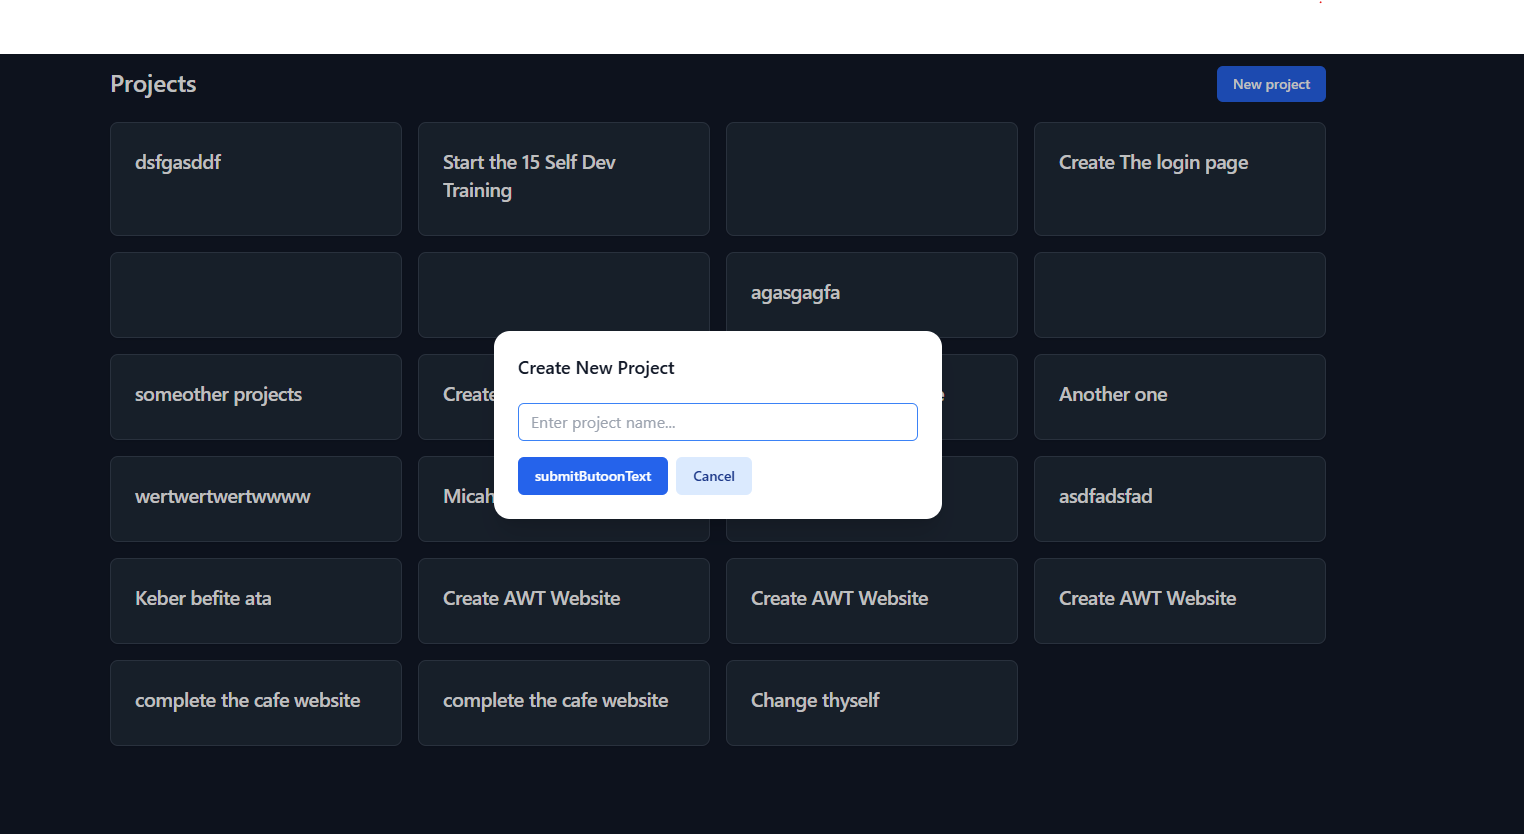 Projects
New project
dsfgasddf
Start the 15 Self Dev
Training
Create The login page
agasgagfa
Create New Project
Enter project name...
submitButoonText
Cancel
someother projects
Create
Another one
wertwertwertwwww
Micah
asdfadsfad
Keber befite ata
Create AWT Website
Create AWT Website
Create AWT Website
complete the cafe website
complete the cafe website
Change thyself